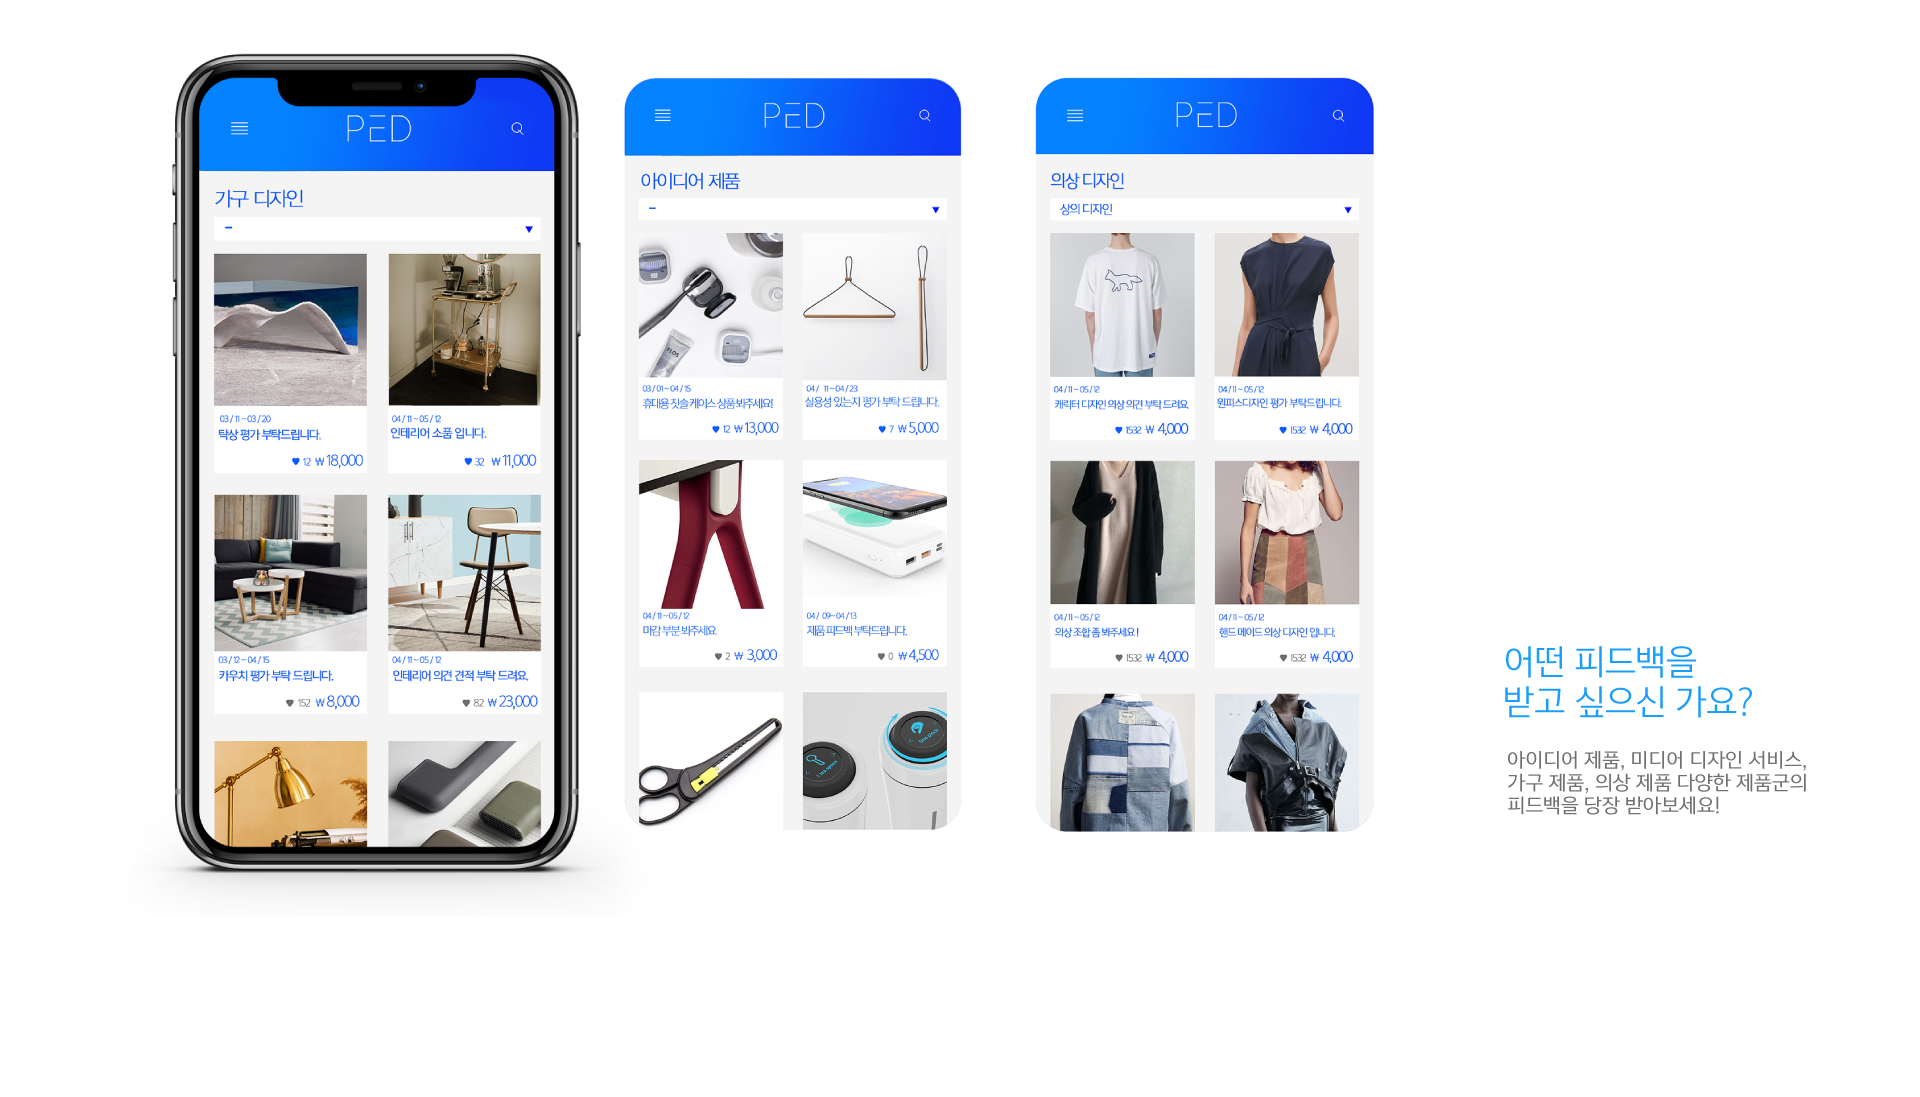 PED
가구 디자인
-
03/11~03/20
탁상 평가 부탁드립니다.
♥ 12 ₩18,000
04/11~05/12
인테리어 소품 입니다.
♥ 32 ₩11,000
03/12~04/15
카우치 평가 부탁 드립니다.
♥ 152 ₩8,000
04/11~05/12
인테리어 의견 견적 부탁 드려요.
♥ 82 ₩23,000
PED
아이디어 제품
-
FLOS
03/01~04/15
휴대용 칫솔 케이스 상품 봐주세요!
♥ 12 ₩13,000
04/ 11~04/23
실용성 있는지 평가 부탁 드립니다.
♥ 7 ₩5,000
04/11~05/12
마감 부분 봐주세요
♥ 2 ₩3,000
04/ 09~04/13
제품 피드백 부탁드립니다.
♥ 0 ₩4,500
PED
의상 디자인
상의 디자인
04/11~05/12
캐릭터 디자인 의상 의견 부탁 드려요.
♥ 1532 ₩ 4,000
04/11~05/12
원피스디자인 평가 부탁드립니다.
♥ 1532 ₩ 4,000
04/11~05/12
의상 조합 좀 봐주세요!
♥ 1532 ₩ 4,000
04/11~05/12
핸드 메이드 의상 디자인 입니다.
♥ 1532 ₩ 4,000
어떤 피드백을
받고 싶으신 가요?
아이디어 제품, 미디어 디자인 서비스,
가구 제품, 의상 제품 다양한 제품군의
피드백을 당장 받아보세요!